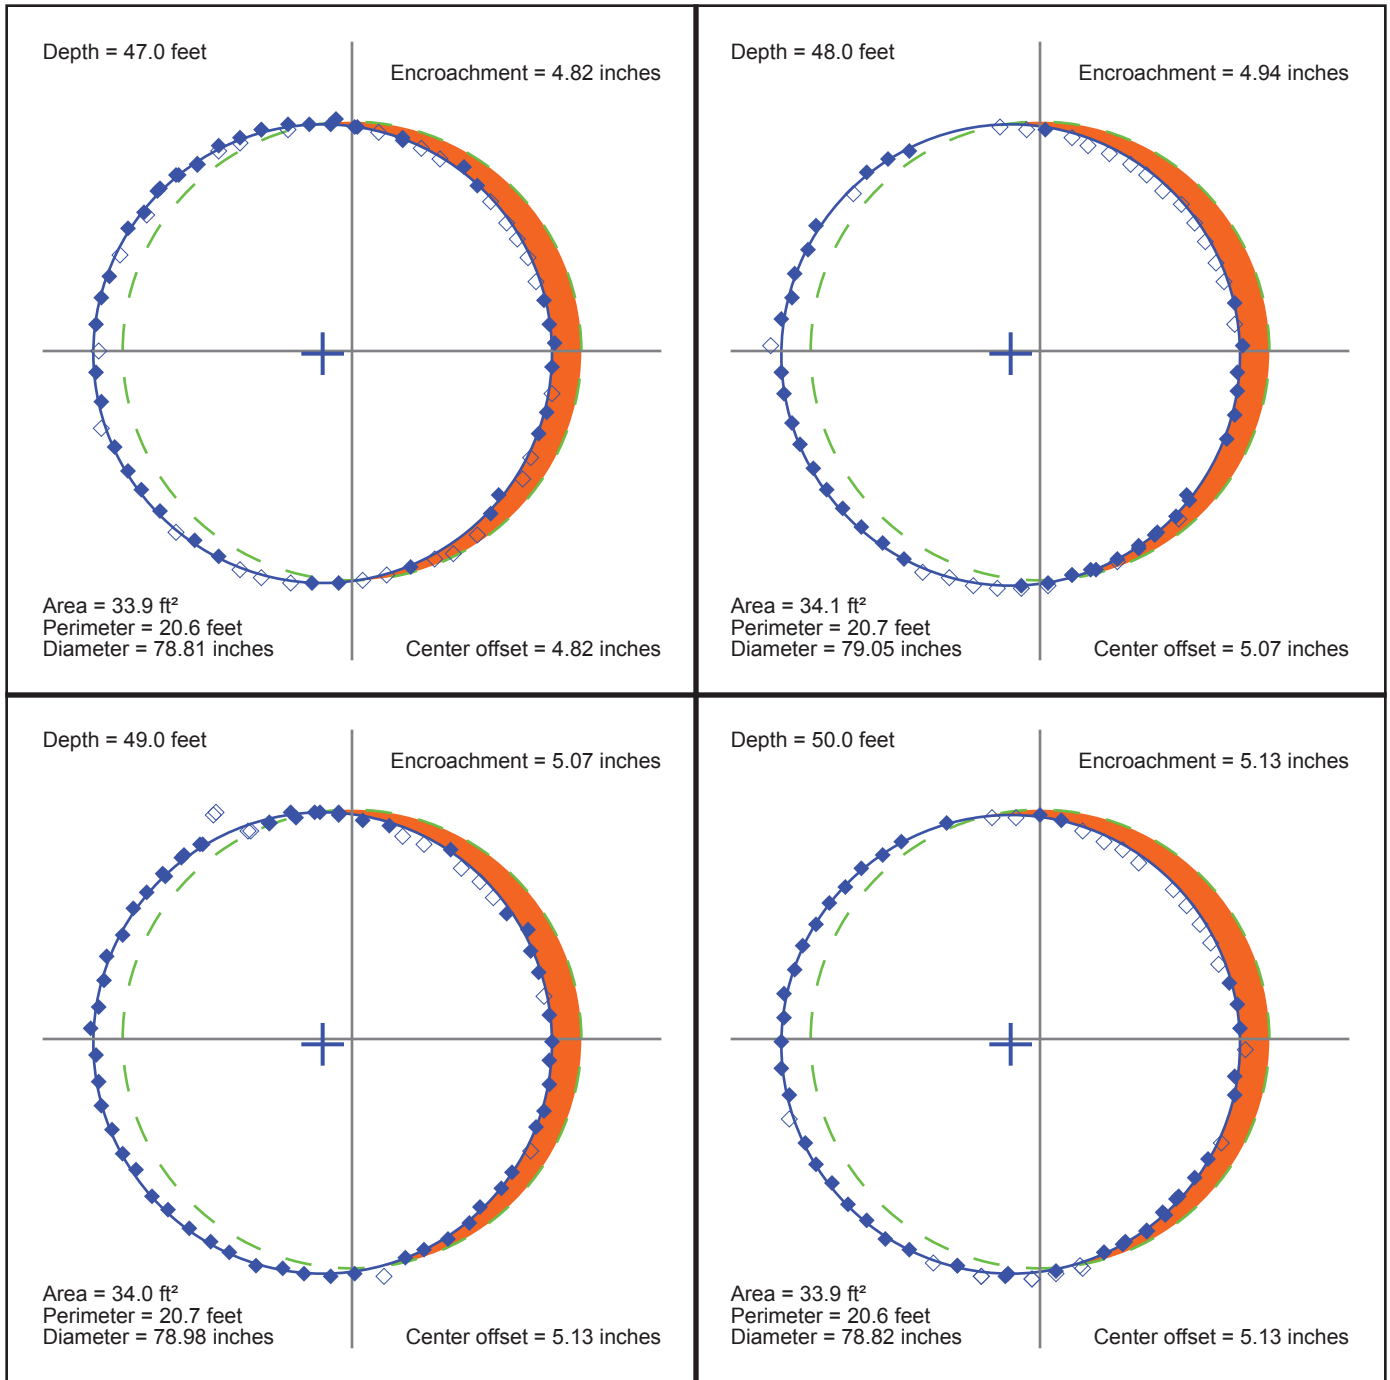 Depth = 47.0 feet
Encroachment = 4.82 inches
Area = 33.9 ft²
Perimeter = 20.6 feet
Diameter = 78.81 inches
Center offset = 4.82 inches
Depth = 48.0 feet
Encroachment = 4.94 inches
Area = 34.1 ft²
Perimeter = 20.7 feet
Diameter = 79.05 inches
Center offset = 5.07 inches
Depth = 49.0 feet
Encroachment = 5.07 inches
Area = 34.0 ft²
Perimeter = 20.7 feet
Diameter = 78.98 inches
Center offset = 5.13 inches
Depth = 50.0 feet
Encroachment = 5.13 inches
Area = 33.9 ft²
Perimeter = 20.6 feet
Diameter = 78.82 inches
Center offset = 5.13 inches